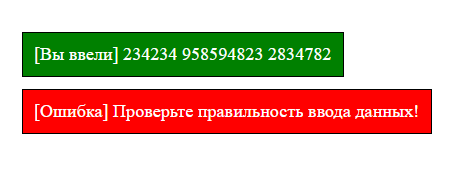 [Вы ввели] 234234 958594823 2834782
[Ошибка] Проверьте правильность ввода данных!